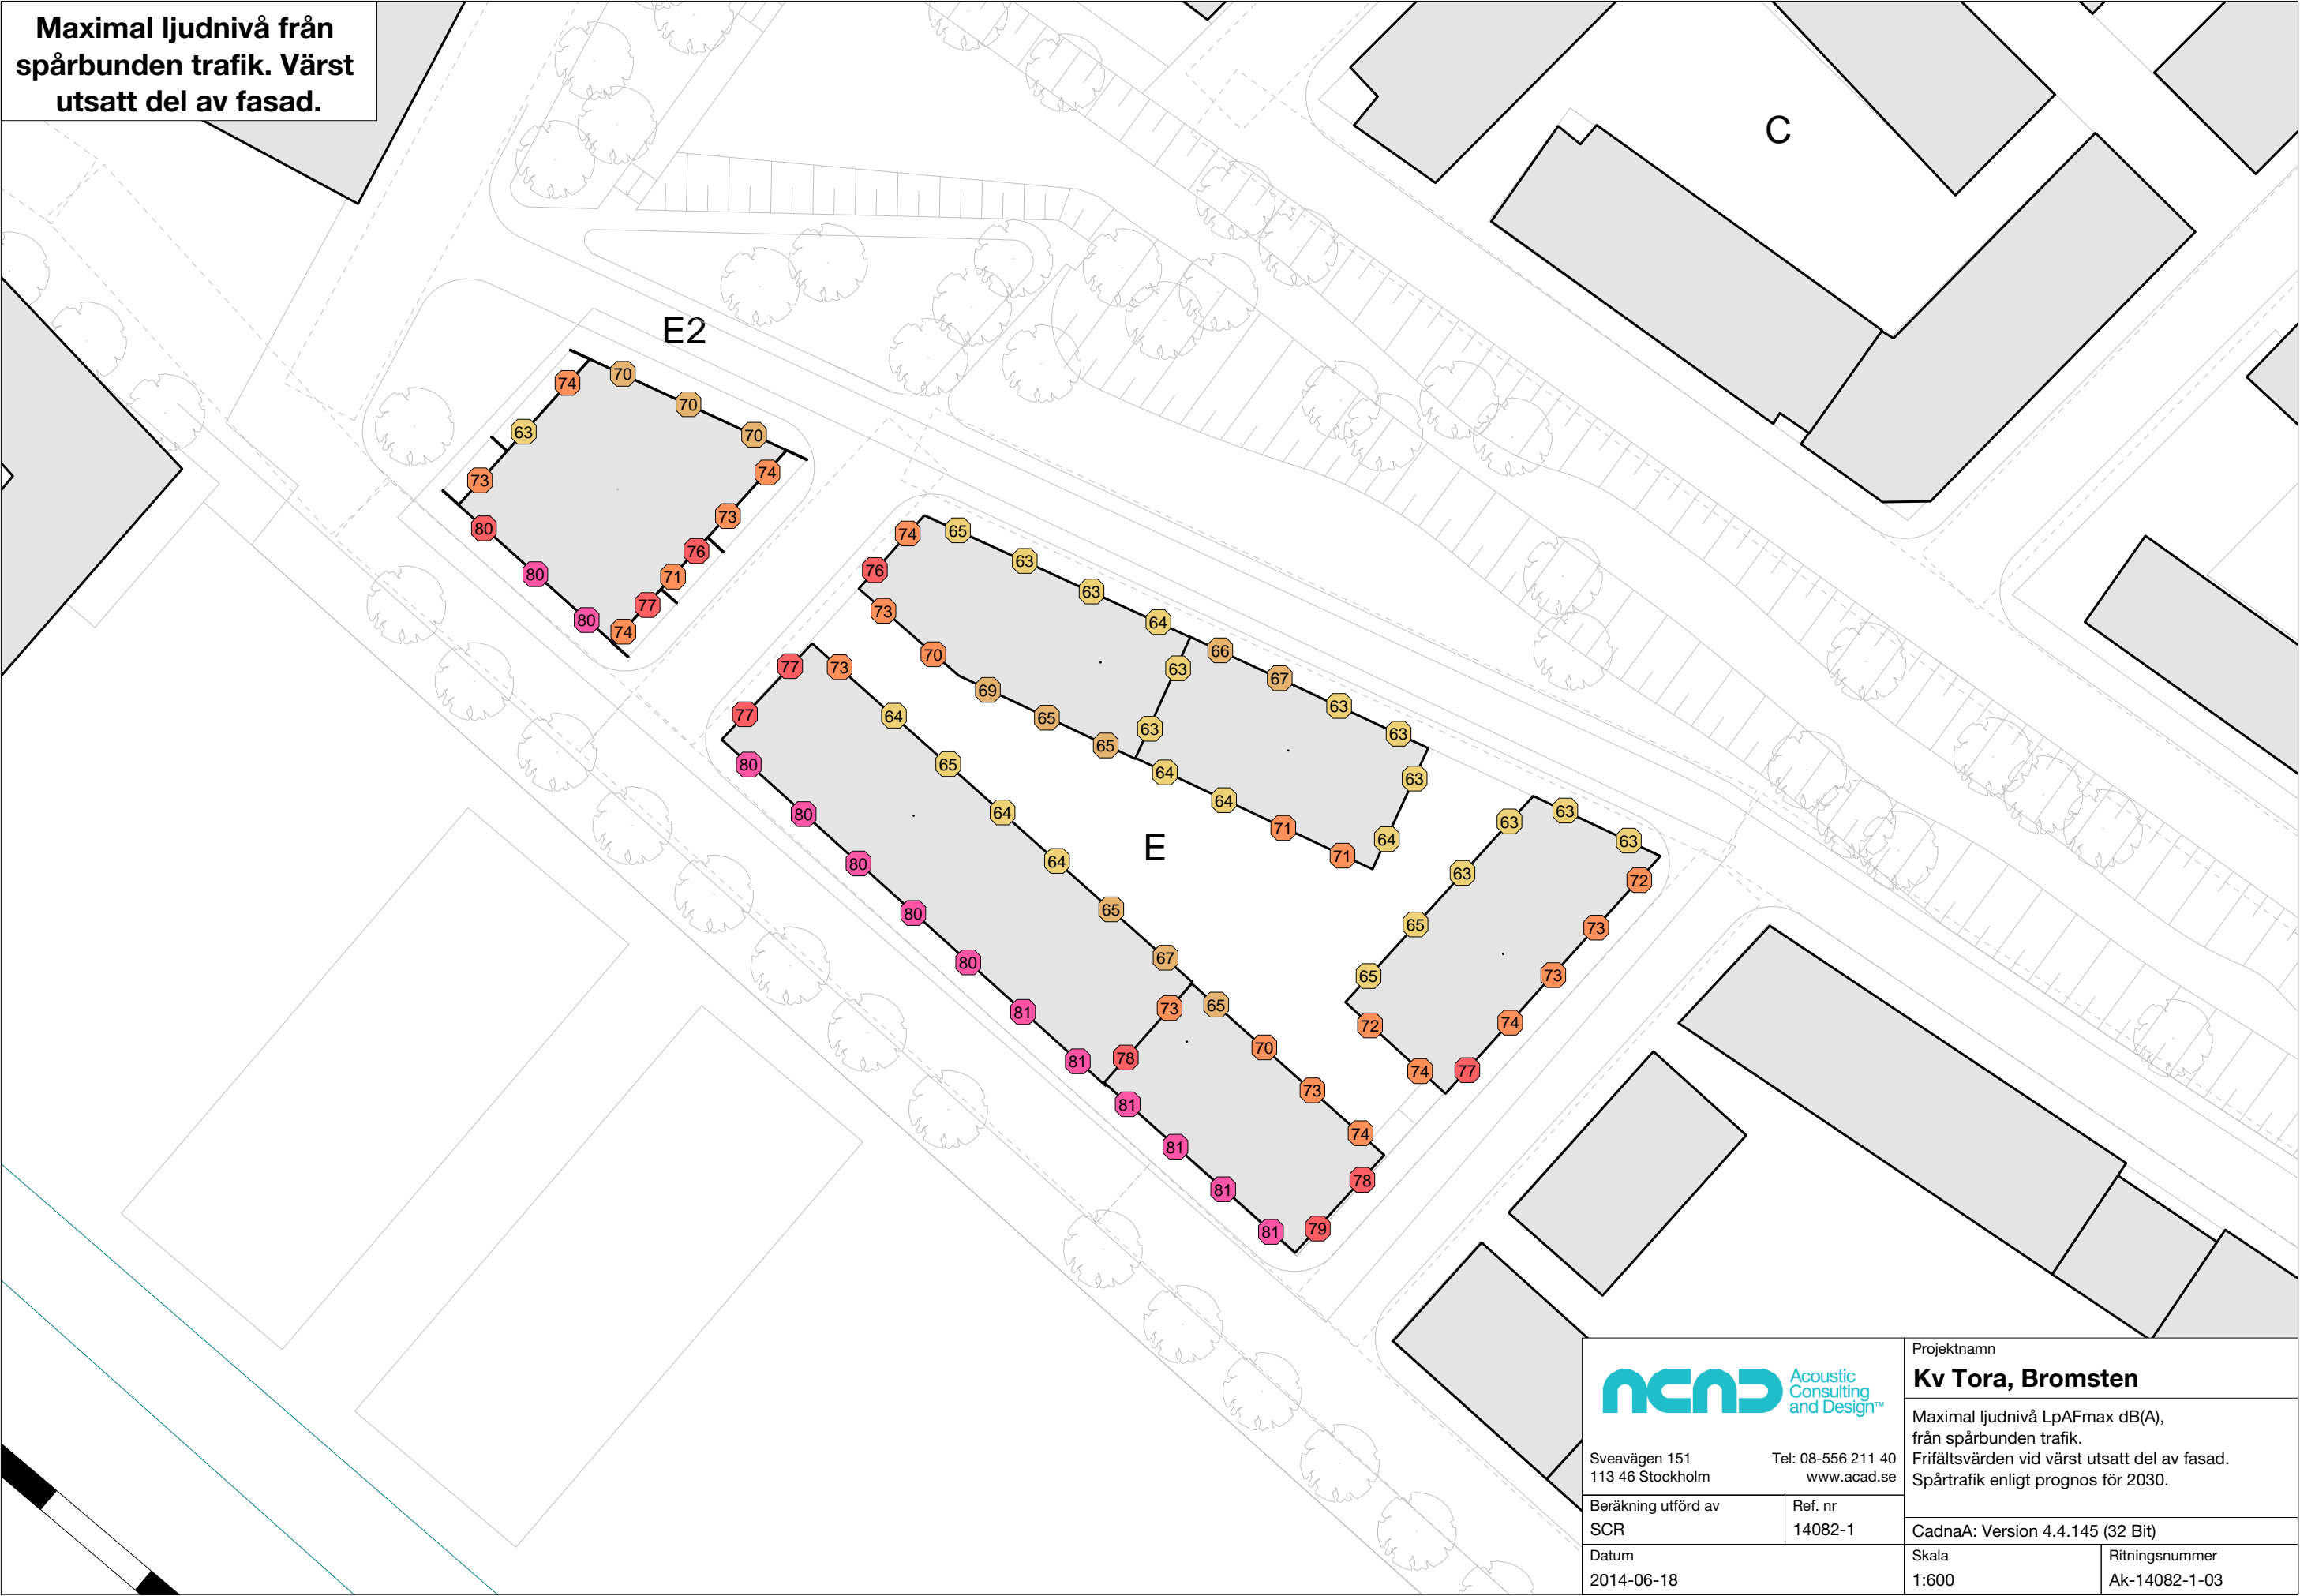 Maximal ljudnivå från
spårbunden trafik. Värst
utsatt del av fasad.
C
E2
74 70
70
63 70
73 74
80 73
76
80 71
77
80 74
74 65
76 63
63
73 64
70 66
63 67
69 63
65 63
65 63
63
64
64
71 64
71
E
77 73
77 64
80 65
80 64
80 64
80 65
80 67
81 73 65
81 78 70
81 73
81 74
81 78
81 79
63 63
63
63 72
65 73
65 73
72 74
74 77
Acoustic
Consulting
and Design™
Sveavägen 151 Tel: 08-556 211 40
113 46 Stockholm www.acad.se
Beräkning utförd av Ref. nr
SCR 14082-1
Datum
2014-06-18
Projektnamn
Kv Tora, Bromsten
Maximal ljudnivå LpAFmax dB(A),
från spårbunden trafik.
Frifältsvärden vid värst utsatt del av fasad.
Spårtrafik enligt prognos för 2030.
CadnaA: Version 4.4.145 (32 Bit)
Skala Ritningsnummer
1:600 Ak-14082-1-03